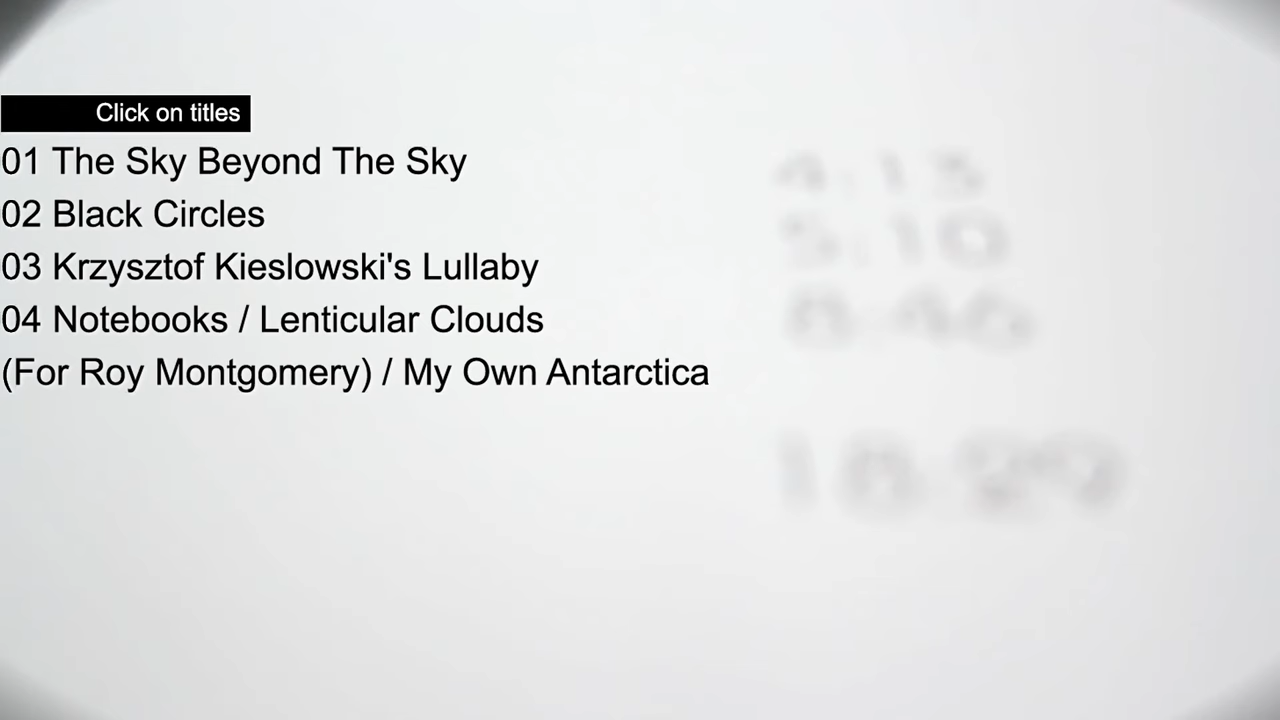 Click on titles
01 The Sky Beyond The Sky
02 Black Circles
03 Krzysztof Kieslowski's Lullaby
04 Notebooks / Lenticular Clouds
(For Roy Montgomery) / My Own Antarctica